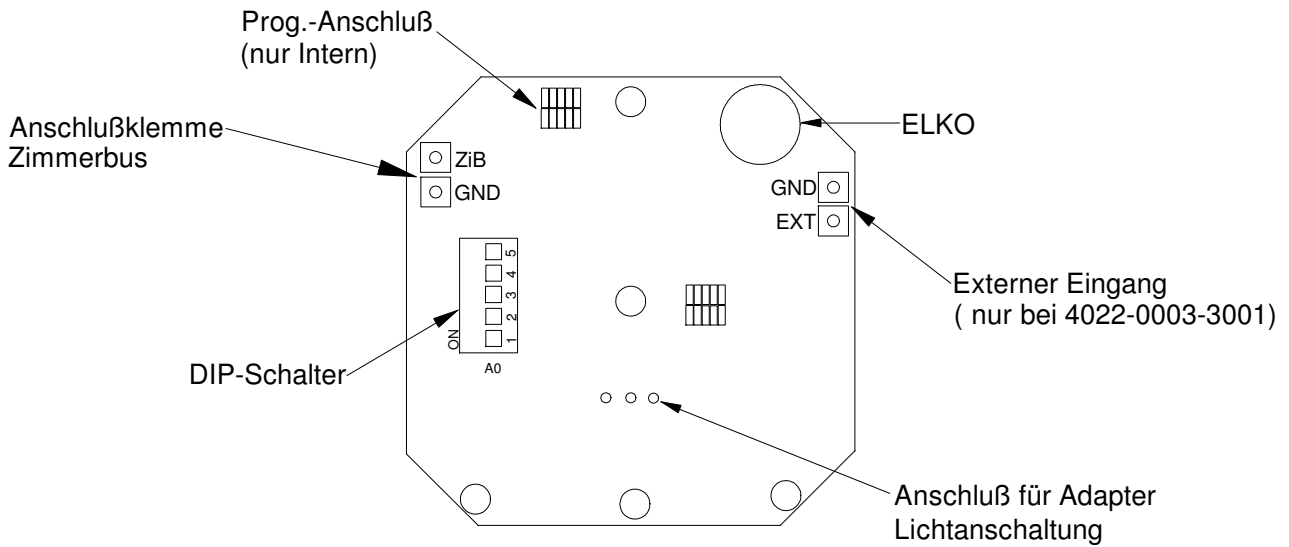 Prog.-Anschluß
(nur Intern)
Anschlußklemme
Zimmerbus
ELKO
ZiB
GND
GND
EXT
5
4
3
2
1
ON
A0
Externer Eingang
( nur bei 4022-0003-3001)
DIP-Schalter
Anschluß für Adapter
Lichtanschaltung